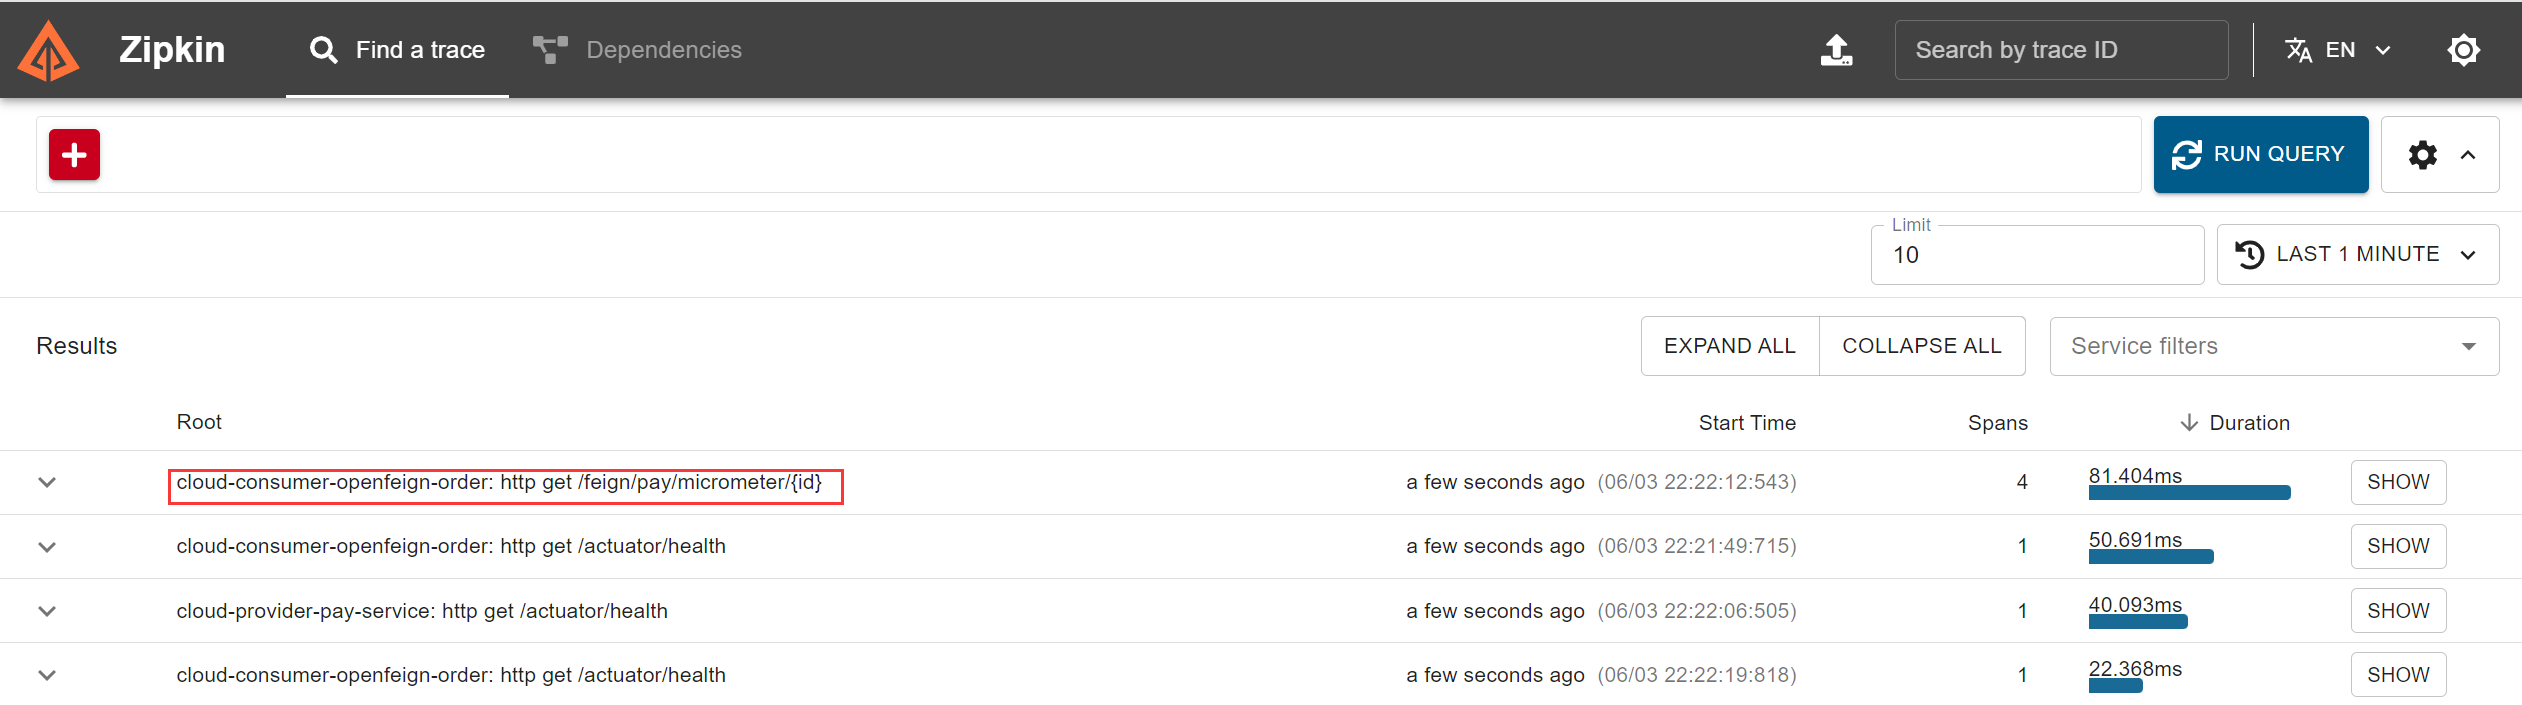 Zipkin
Find a trace
Dependencies
Search by trace ID
EN
RUN QUERY
Limit
10
LAST 1 MINUTE
Results
EXPAND ALL
COLLAPSE ALL
Service filters
Root
Start Time
Spans
Duration
cloud-consumer-openfeign-order: http get /feign/pay/micrometer/{id}
a few seconds ago (06/03 22:22:12:543)
4
81.404ms
SHOW
cloud-consumer-openfeign-order: http get /actuator/health
a few seconds ago (06/03 22:21:49:715)
1
50.691ms
SHOW
cloud-provider-pay-service: http get /actuator/health
a few seconds ago (06/03 22:22:06:505)
1
40.093ms
SHOW
cloud-consumer-openfeign-order: http get /actuator/health
a few seconds ago (06/03 22:22:19:818)
1
22.368ms
SHOW